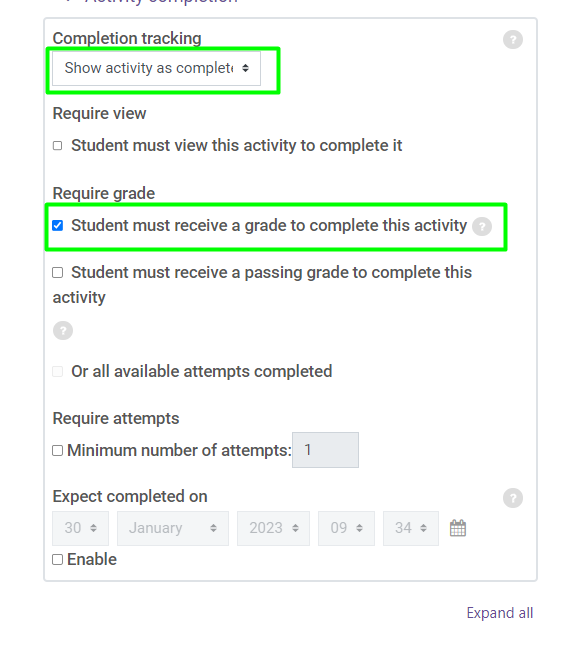 Activity completion
Completion tracking
?
Show activity as complete
Require view
Student must view this activity to complete it
Require grade
Student must receive a grade to complete this activity ?
Student must receive a passing grade to complete this
activity
?
Or all available attempts completed
Require attempts
Minimum number of attempts: 1
Expect completed on
?
30 January 2023 09 34
Enable
Expand all